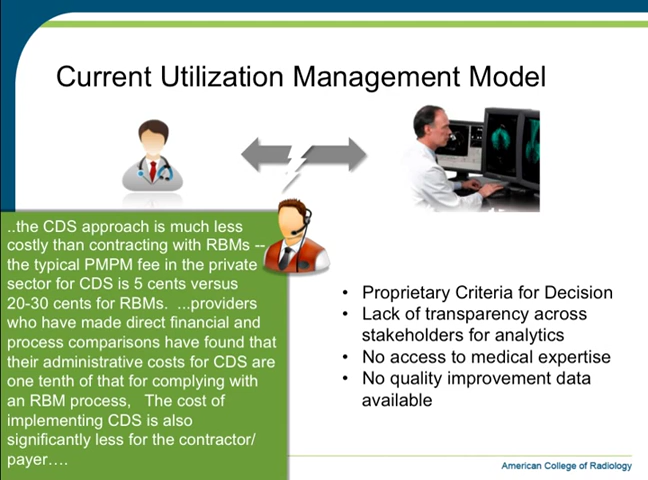 Current Utilization Management Model
..the CDS approach is much less
costly than contracting with RBMs --
the typical PMPM fee in the private
sector for CDS is 5 cents versus
20-30 cents for RBMs.  ...providers
who have made direct financial and
process comparisons have found that
their administrative costs for CDS are
one tenth of that for complying with
an RBM process,   The cost of
implementing CDS is also
significantly less for the contractor/
payer….
• Proprietary Criteria for Decision
• Lack of transparency across
stakeholders for analytics
• No access to medical expertise
• No quality improvement data
available
American College of Radiology